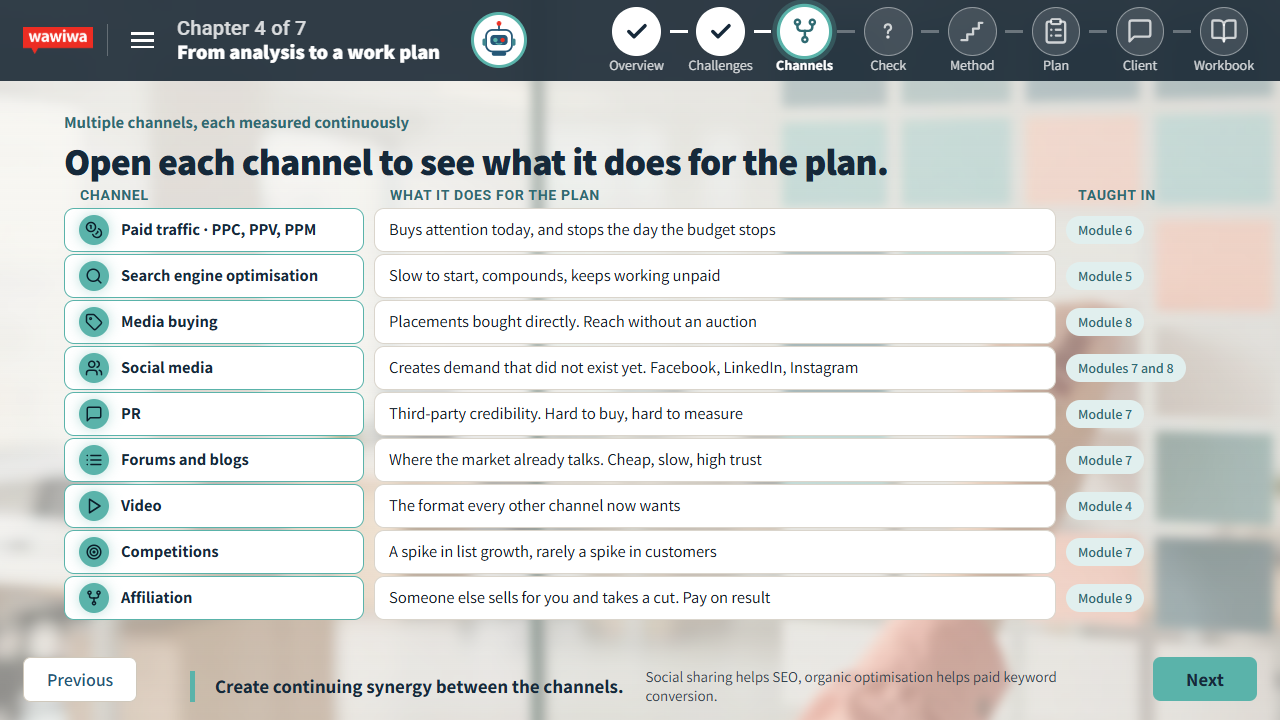 wawiwa
Chapter 4 of 7
From analysis to a work plan
Overview
Challenges
Channels
?
Check
Method
Plan
Client
Workbook
Multiple channels, each measured continuously
Open each channel to see what it does for the plan.
CHANNEL WHAT IT DOES FOR THE PLAN TAUGHT IN
Paid traffic · PPC, PPV, PPM Buys attention today, and stops the day the budget stops Module 6
Search engine optimisation Slow to start, compounds, keeps working unpaid Module 5
Media buying Placements bought directly. Reach without an auction Module 8
Social media Creates demand that did not exist yet. Facebook, LinkedIn, Instagram Modules 7 and 8
PR Third-party credibility. Hard to buy, hard to measure Module 7
Forums and blogs Where the market already talks. Cheap, slow, high trust Module 7
Video The format every other channel now wants Module 4
Competitions A spike in list growth, rarely a spike in customers Module 7
Affiliation Someone else sells for you and takes a cut. Pay on result Module 9
Previous
Create continuing synergy between the channels.
Social sharing helps SEO, organic optimisation helps paid keyword
conversion.
Next